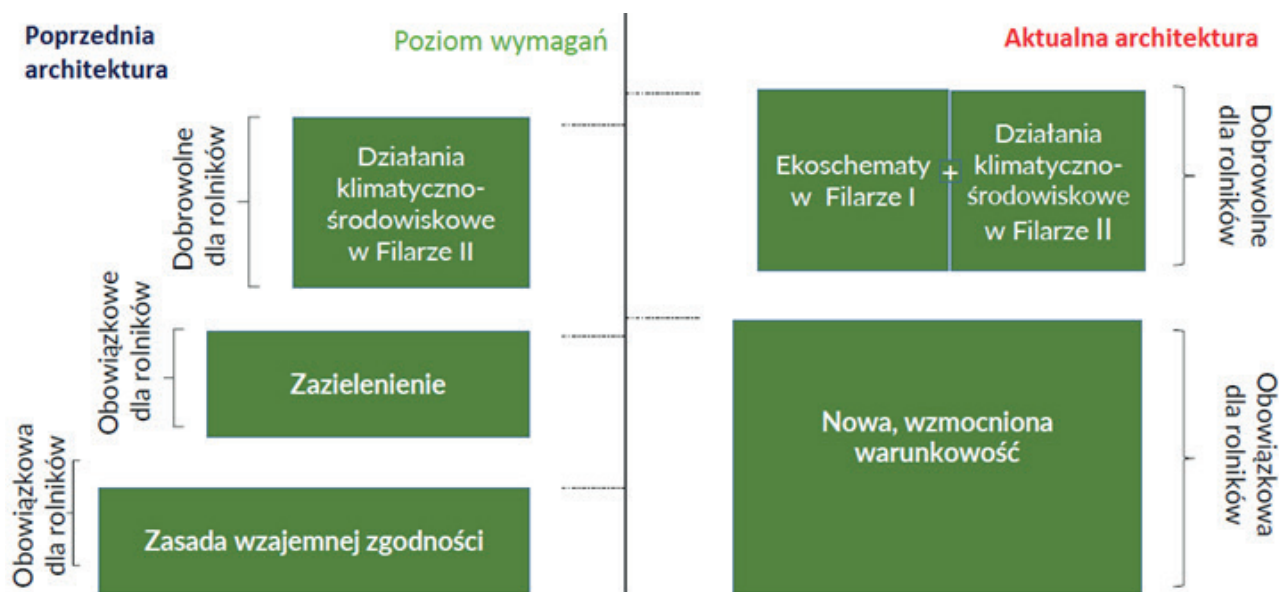 Poprzednia
architektura
Poziom wymagań
Dobrowolne
dla rolników
Działania
klimatyczno-
środowiskowe
w Filarze II
Obowiązkowe
dla rolników
Zazielenienie
Obowiązkowa
dla rolników
Zasada wzajemnej zgodności
Aktualna architektura
Ekoschematy
w Filarze I
+
Działania
klimatyczno-
środowiskowe
w Filarze II
Dobrowolne
dla rolników
Nowa, wzmocniona
warunkowość
Obowiązkowa
dla rolników